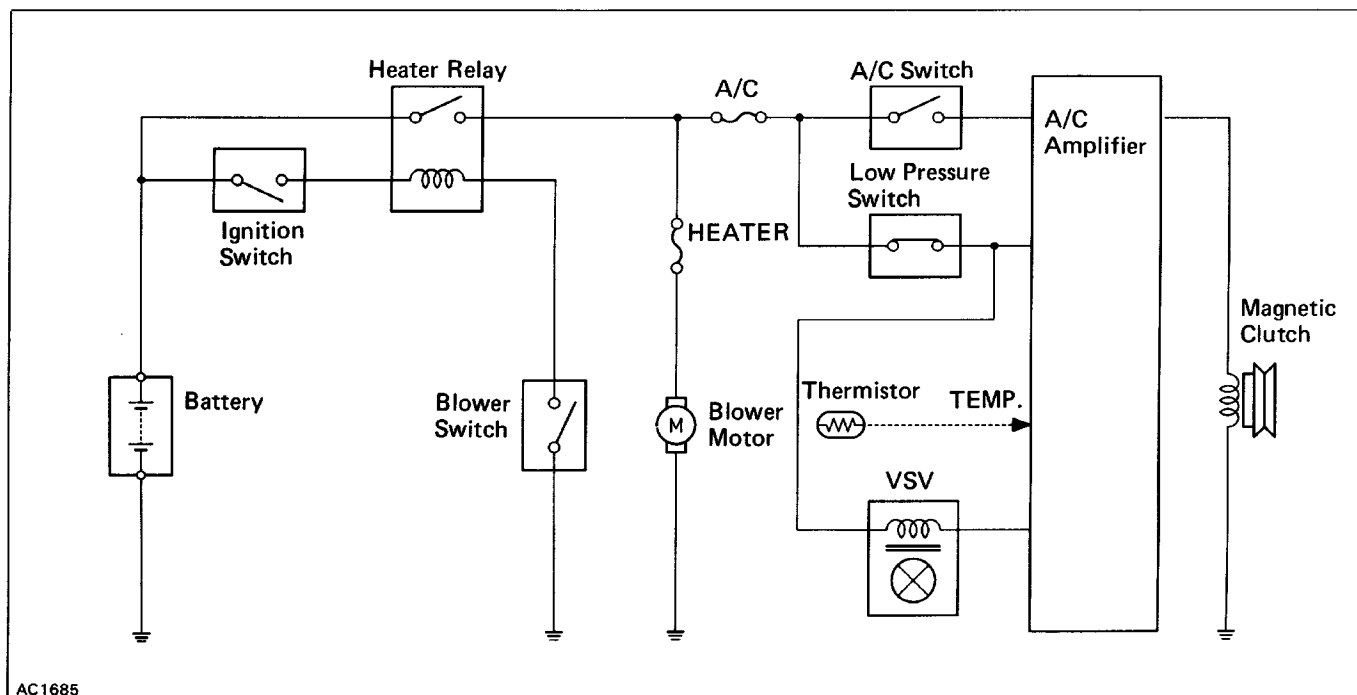 Heater Relay
A/C
A/C Switch
A/C
Amplifier
Ignition
Switch
Low Pressure
Switch
HEATER
Magnetic
Clutch
Battery
Blower
Switch
M
Blower
Motor
Thermistor
TEMP.
VSV
AC1685